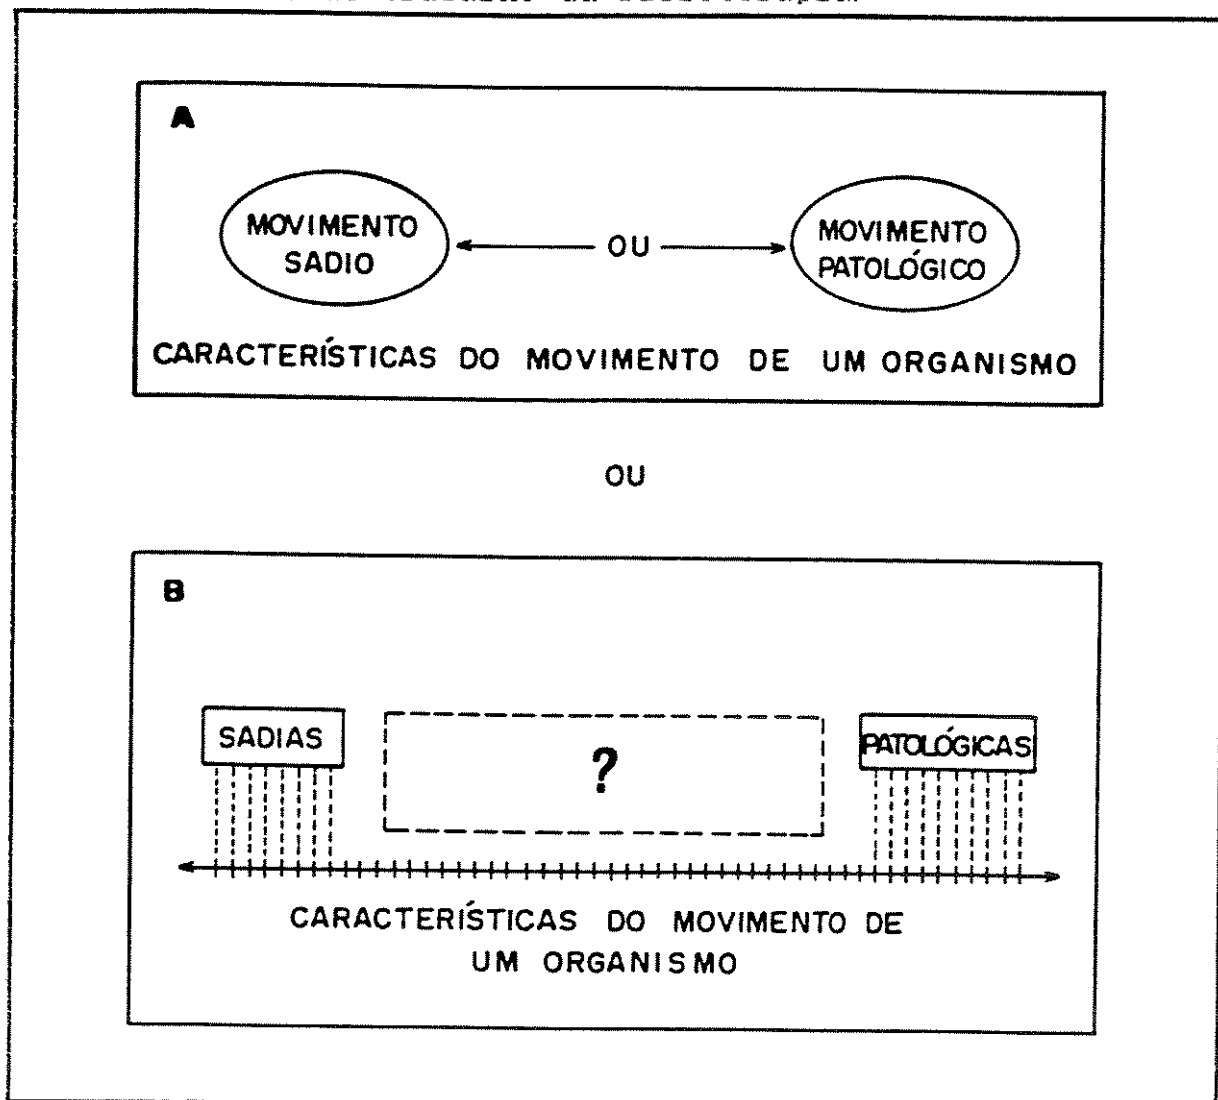 A
MOVIMENTO
SADIO
OU
MOVIMENTO
PATOLÓGICO
CARACTERÍSTICAS DO MOVIMENTO DE UM ORGANISMO
OU
B
SADIAS
?
PATOLÓGICAS
CARACTERÍSTICAS DO MOVIMENTO DE
UM ORGANISMO